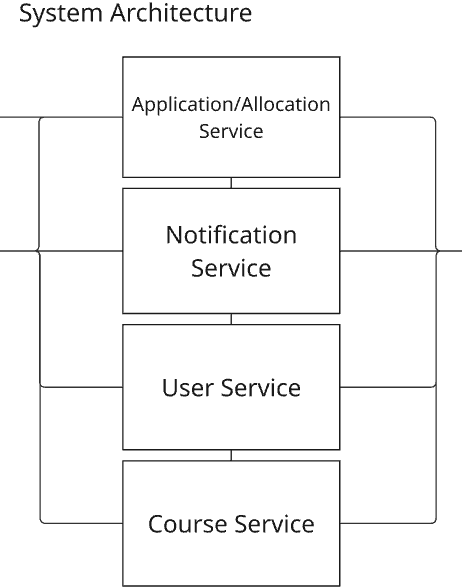 System Architecture
Application/Allocation
Service
Notification
Service
User Service
Course Service